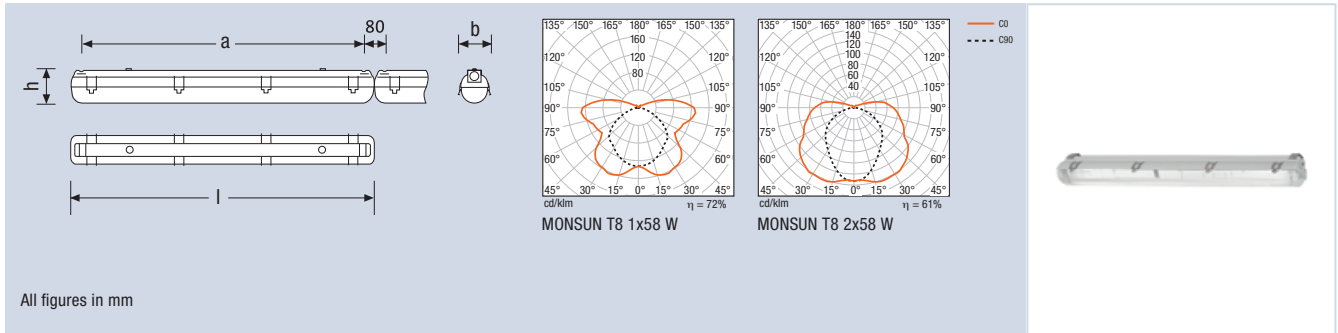 a
80
b
h
l
All figures in mm
135° 150° 165° 180° 165° 150° 135°
160
120
80
120° 120°
105° 105°
90° 90°
75° 75°
60° 60°
45° 30° 15° 0° 15° 30° 45°
cd/klm η = 72%
MONSUN T8 1x58 W
135° 150° 165° 180° 165° 150° 135°
140
120
100
80
60
40
120° 120°
105° 105°
90° 90°
75° 75°
60° 60°
45° 30° 15° 0° 15° 30° 45°
cd/klm η = 61%
MONSUN T8 2x58 W
C0
C90